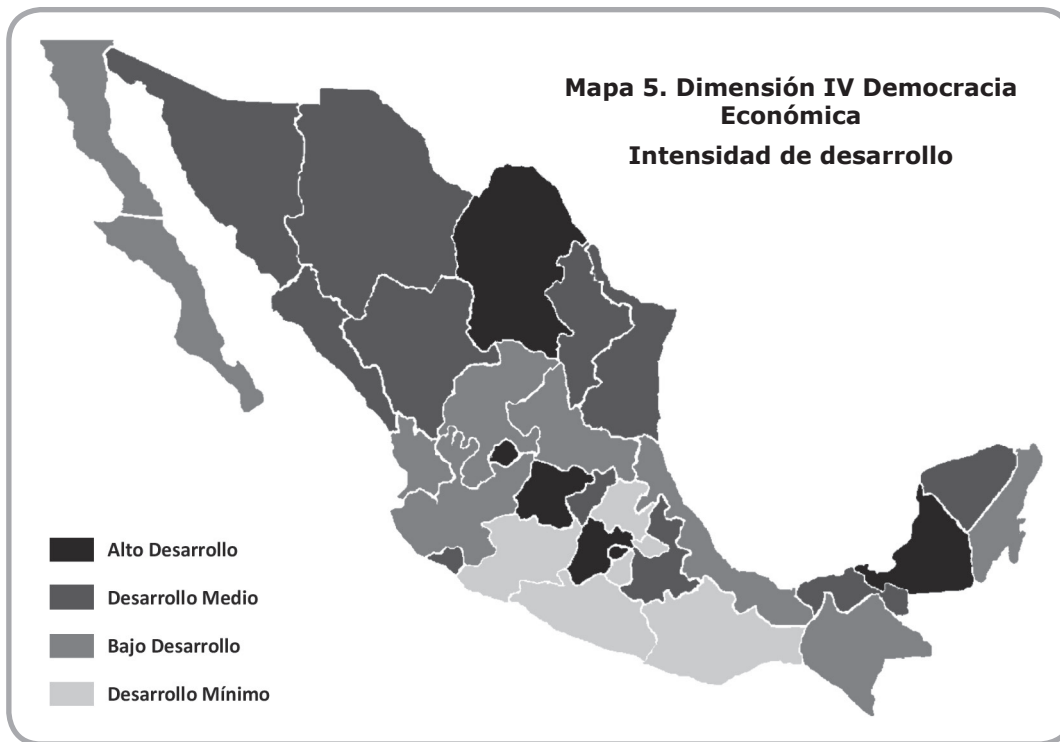 Mapa 5. Dimensión IV Democracia
Económica
Intensidad de desarrollo
Alto Desarrollo
Desarrollo Medio
Bajo Desarrollo
Desarrollo Mínimo